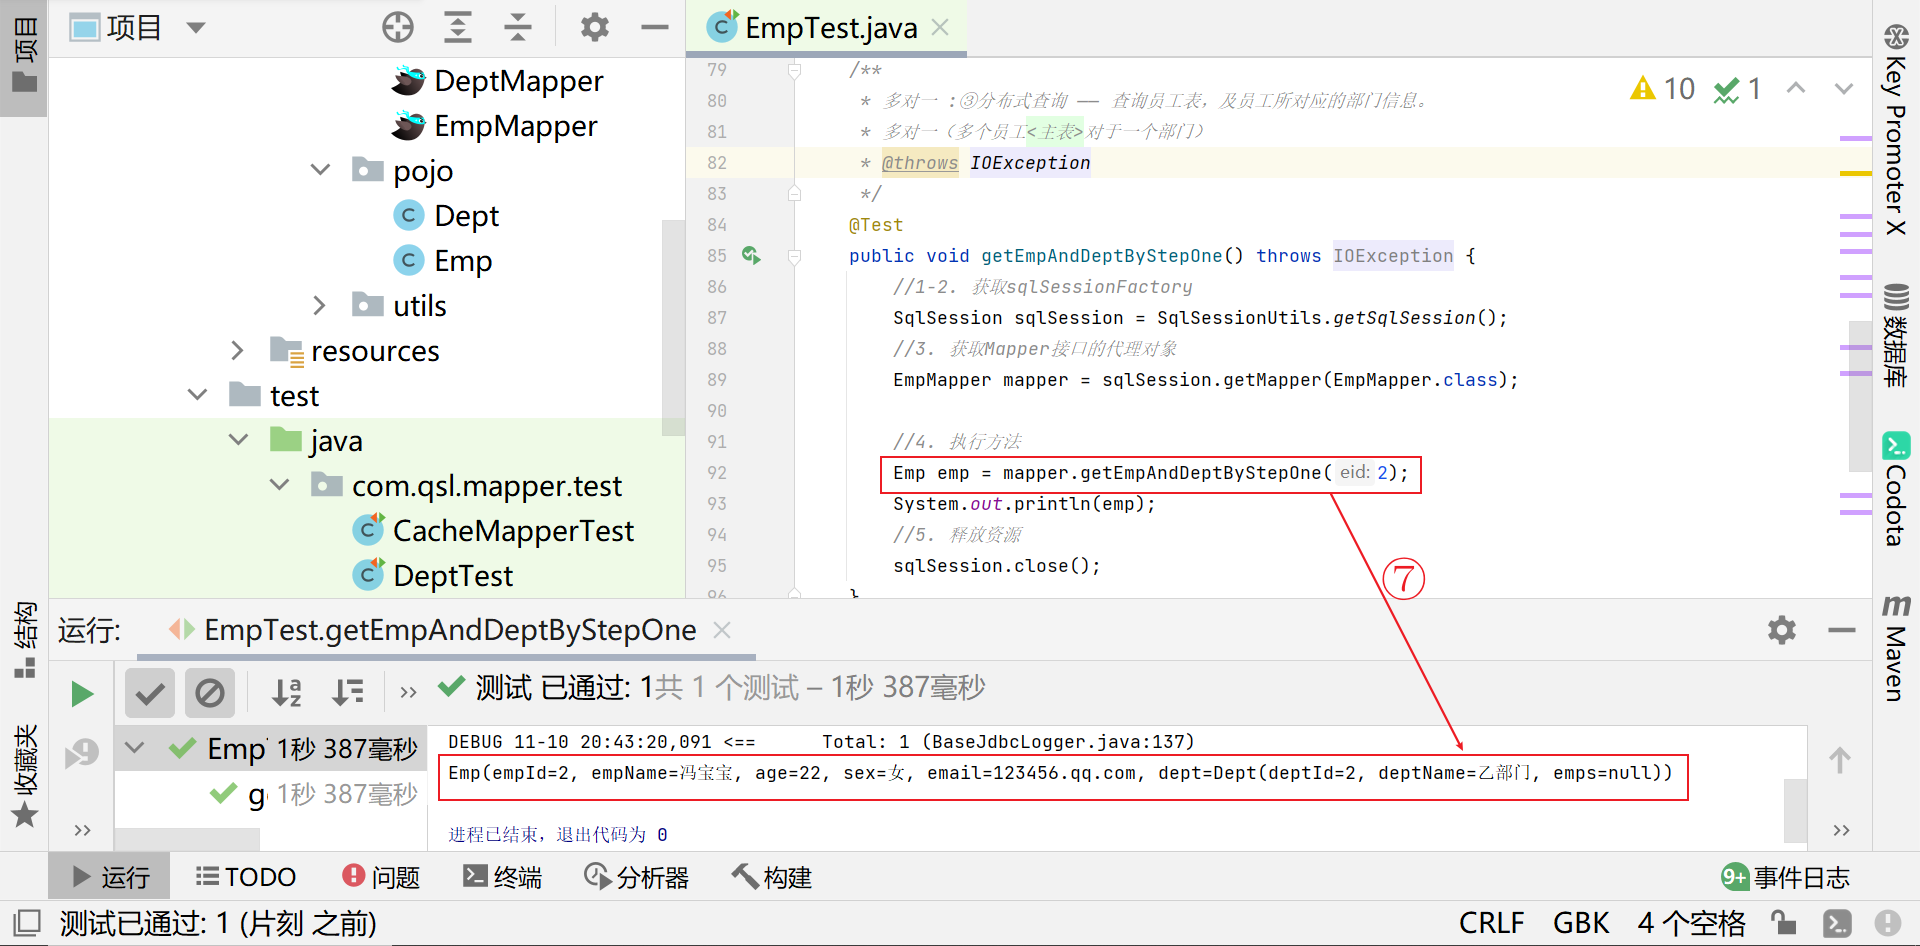 项目
项目
DeptMapper
EmpMapper
pojo
Dept
Emp
utils
resources
test
java
com.qsl.mapper.test
CacheMapperTest
DeptTest
结构
收藏夹
EmpTest.java
10 1
79 /**
80 * 多对一 :③分布式查询 —— 查询员工表，及员工所对应的部门信息。
81 * 多对一（多个员工<主表>对于一个部门）
82 * @throws IOException
83 */
84 @Test
85 public void getEmpAndDeptByStepOne() throws IOException {
86 //1-2. 获取sqlSessionFactory
87 SqlSession sqlSession = SqlSessionUtils.getSqlSession();
88 //3. 获取Mapper接口的代理对象
89 EmpMapper mapper = sqlSession.getMapper(EmpMapper.class);
90
91 //4. 执行方法
92 Emp emp = mapper.getEmpAndDeptByStepOne( eid: 2);
93 System.out.println(emp);
94 //5. 释放资源
95 sqlSession.close();
96 }
⑦
Key Promoter X
数据库
Codota
Maven
运行: EmpTest.getEmpAndDeptByStepOne
测试 已通过: 1共 1 个测试 – 1秒 387毫秒
Emp 1秒 387毫秒
ge 1秒 387毫秒
DEBUG 11-10 20:43:20,091 <== Total: 1 (BaseJdbcLogger.java:137)
Emp(empId=2, empName=冯宝宝, age=22, sex=女, email=123456.qq.com, dept=Dept(deptId=2, deptName=乙部门, emps=null))
进程已结束，退出代码为 0
运行 TODO 问题 终端 分析器 构建 9+ 事件日志
测试已通过: 1 (片刻 之前) CRLF GBK 4 个空格